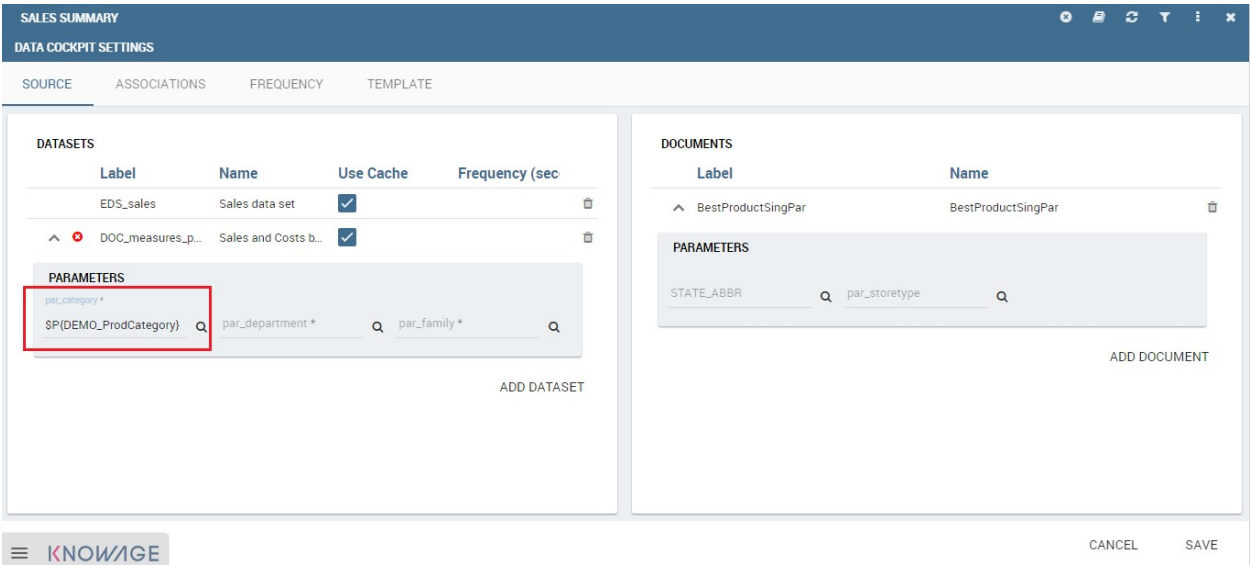 SALES SUMMARY
DATA COCKPIT SETTINGS
SOURCE ASSOCIATIONS FREQUENCY TEMPLATE
DATASETS
Label Name Use Cache Frequency (sec
EDS_sales Sales data set
DOC_measures_p... Sales and Costs b...
PARAMETERS
par_category *
$P{DEMO_ProdCategory} par_department * par_family *
ADD DATASET
DOCUMENTS
Label Name
BestProductSingPar BestProductSingPar
PARAMETERS
STATE_ABBR par_storetype
ADD DOCUMENT
KNOWAGE
CANCEL SAVE